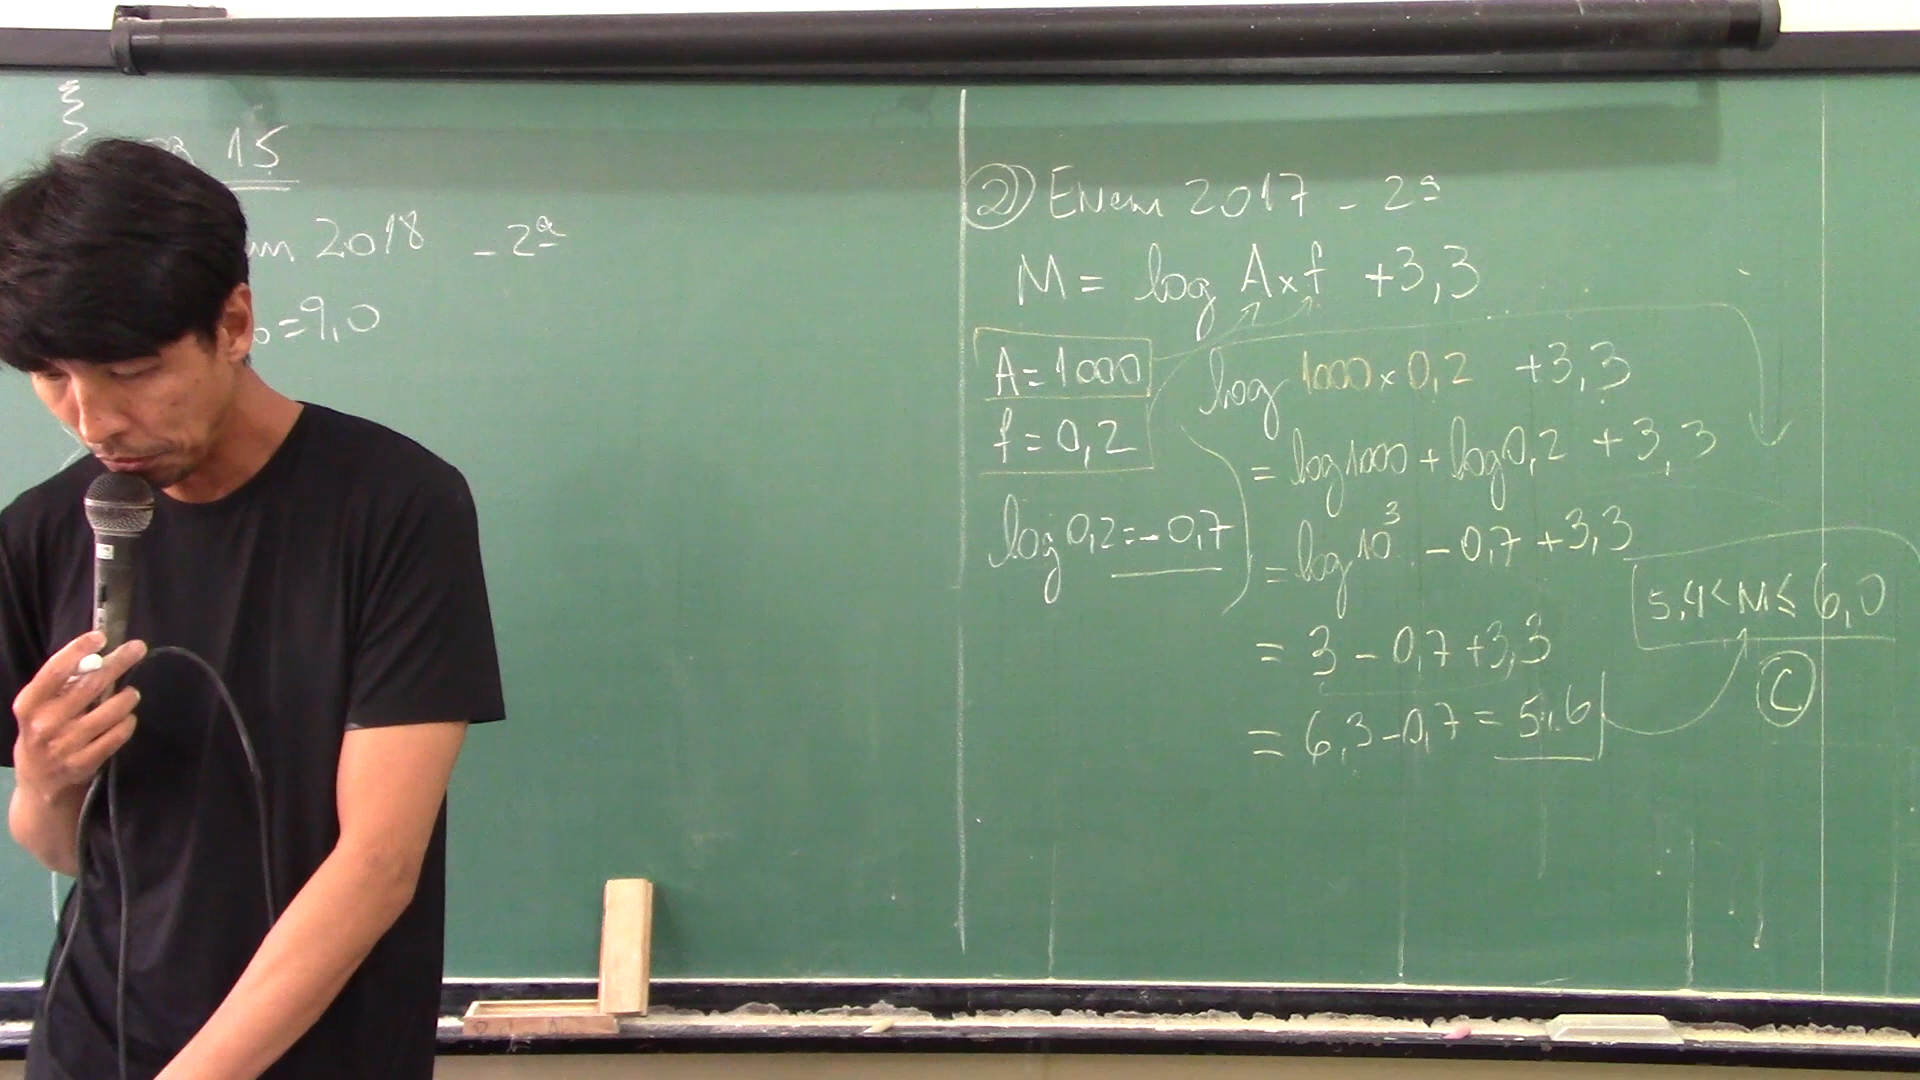 15
2018 - 2ª
=9,0
② Enem 2017 - 2ª
M = log A×f +3,3
A=1000
f=0,2
log 0,2=-0,7
log 1000×0,2 +3,3
= log 1000 + log 0,2 +3,3
= log 10³ - 0,7 +3,3
= 3 - 0,7 +3,3
= 6,3-0,7 = 5,6
5,4<M≤6,0
Ⓒ